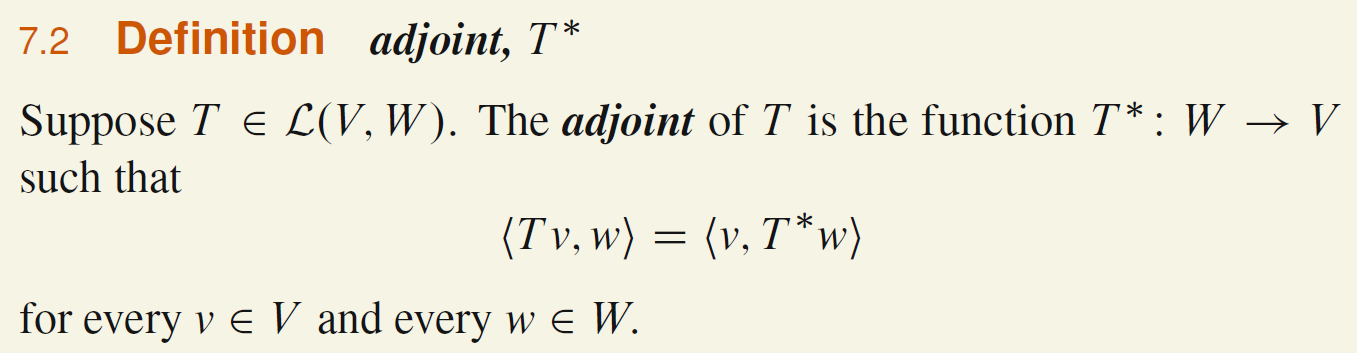 7.2 Definition adjoint, T*
Suppose T ∈ ℒ(V, W). The adjoint of T is the function T*: W → V
such that
⟨Tv, w⟩ = ⟨v, T*w⟩
for every v ∈ V and every w ∈ W.